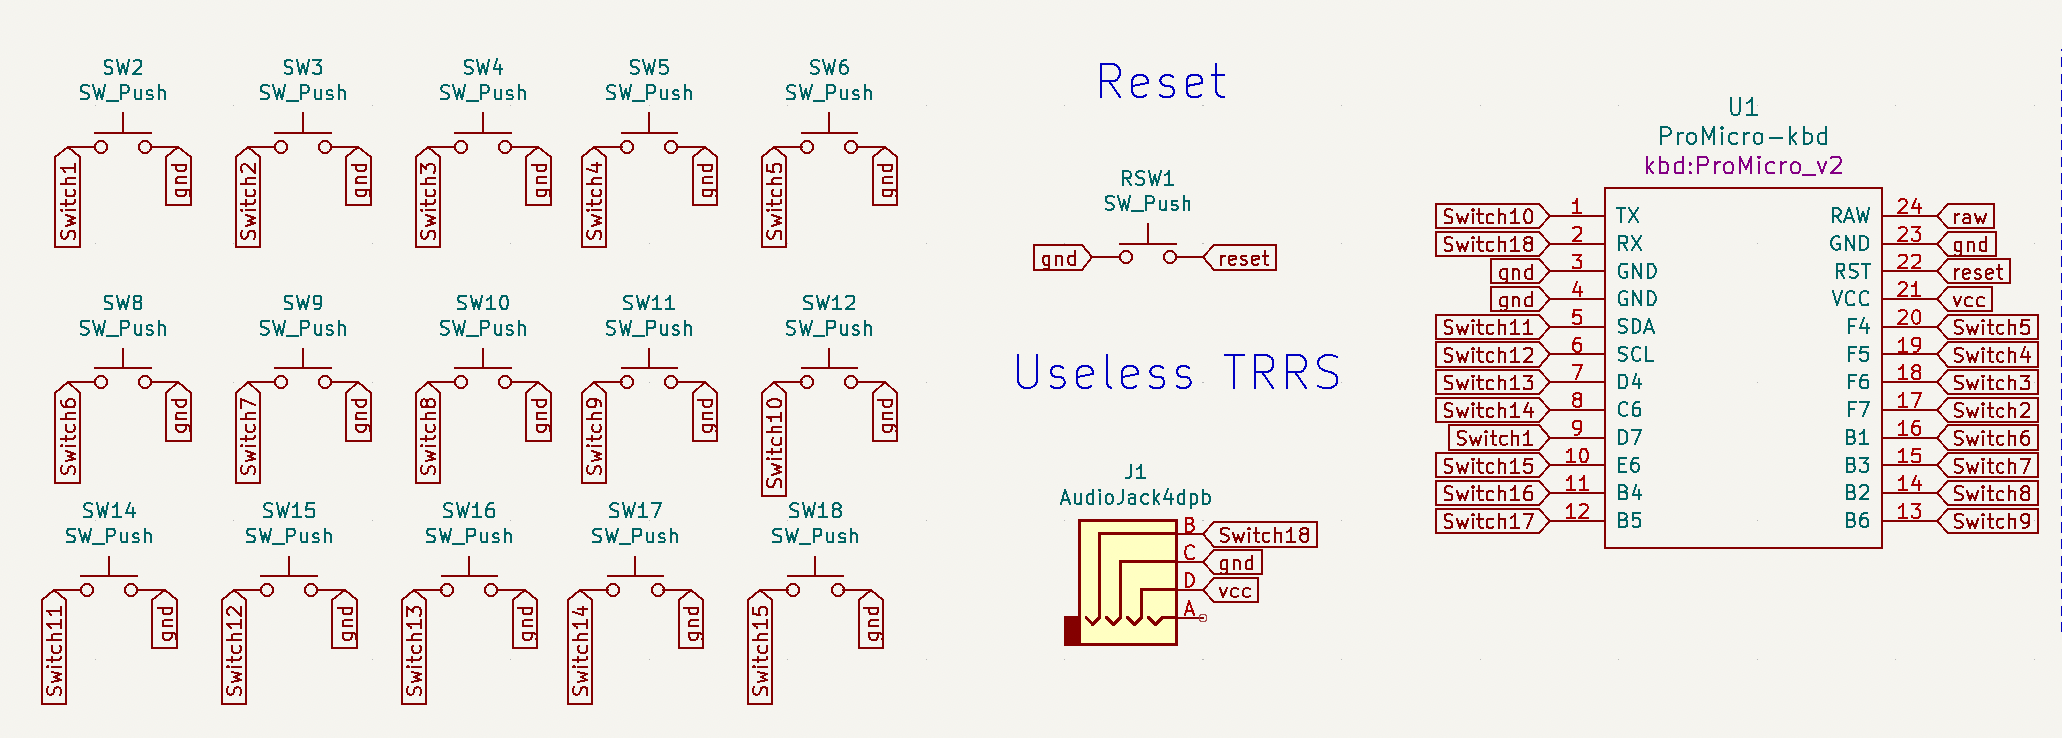 SW2
SW_Push
Switch1
gnd
SW3
SW_Push
Switch2
gnd
SW4
SW_Push
Switch3
gnd
SW5
SW_Push
Switch4
gnd
SW6
SW_Push
Switch5
gnd
SW8
SW_Push
Switch6
gnd
SW9
SW_Push
Switch7
gnd
SW10
SW_Push
Switch8
gnd
SW11
SW_Push
Switch9
gnd
SW12
SW_Push
Switch10
gnd
SW14
SW_Push
Switch11
gnd
SW15
SW_Push
Switch12
gnd
SW16
SW_Push
Switch13
gnd
SW17
SW_Push
Switch14
gnd
SW18
SW_Push
Switch15
gnd
Reset
RSW1
SW_Push
gnd
reset
Useless TRRS
J1
AudioJack4dpb
B Switch18
C gnd
D vcc
A
U1
ProMicro-kbd
kbd:ProMicro_v2
Switch10 1 TX RAW 24 raw
Switch18 2 RX GND 23 gnd
gnd 3 GND RST 22 reset
gnd 4 GND VCC 21 vcc
Switch11 5 SDA F4 20 Switch5
Switch12 6 SCL F5 19 Switch4
Switch13 7 D4 F6 18 Switch3
Switch14 8 C6 F7 17 Switch2
Switch1 9 D7 B1 16 Switch6
Switch15 10 E6 B3 15 Switch7
Switch16 11 B4 B2 14 Switch8
Switch17 12 B5 B6 13 Switch9